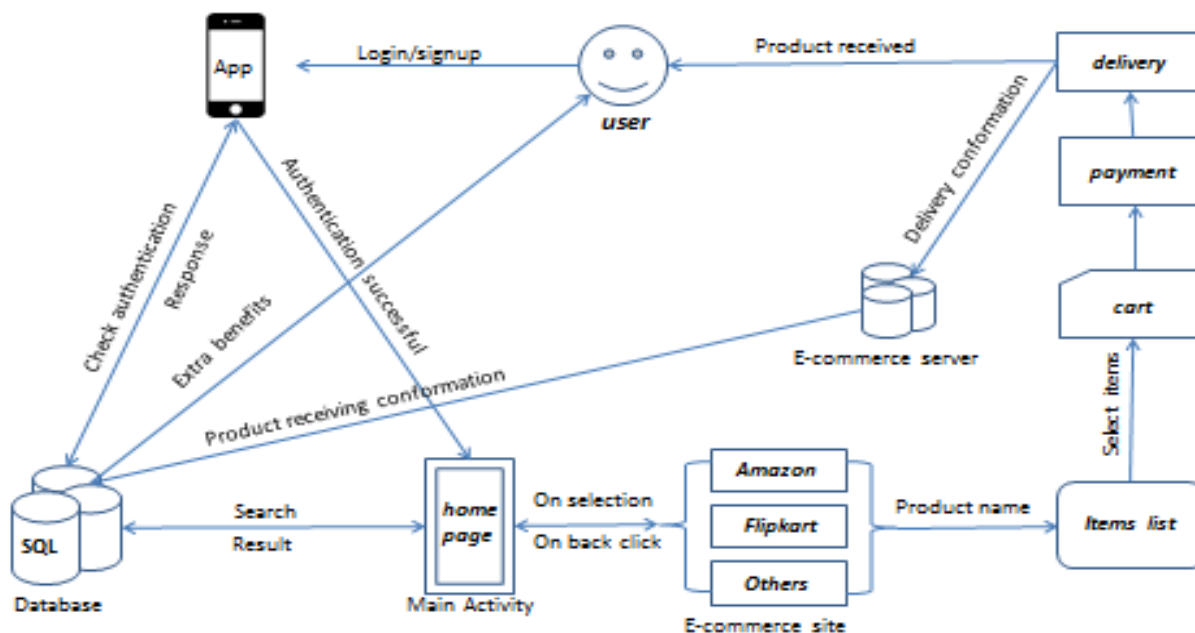 App
Login/signup
user
Product received
delivery
payment
cart
Select items
Items list
Delivery conformation
E-commerce server
Check authentication
Response
Authentication successful
Extra benefits
Product receiving conformation
SQL
Database
Search
Result
home
page
Main Activity
On selection
On back click
Amazon
Flipkart
Others
E-commerce site
Product name